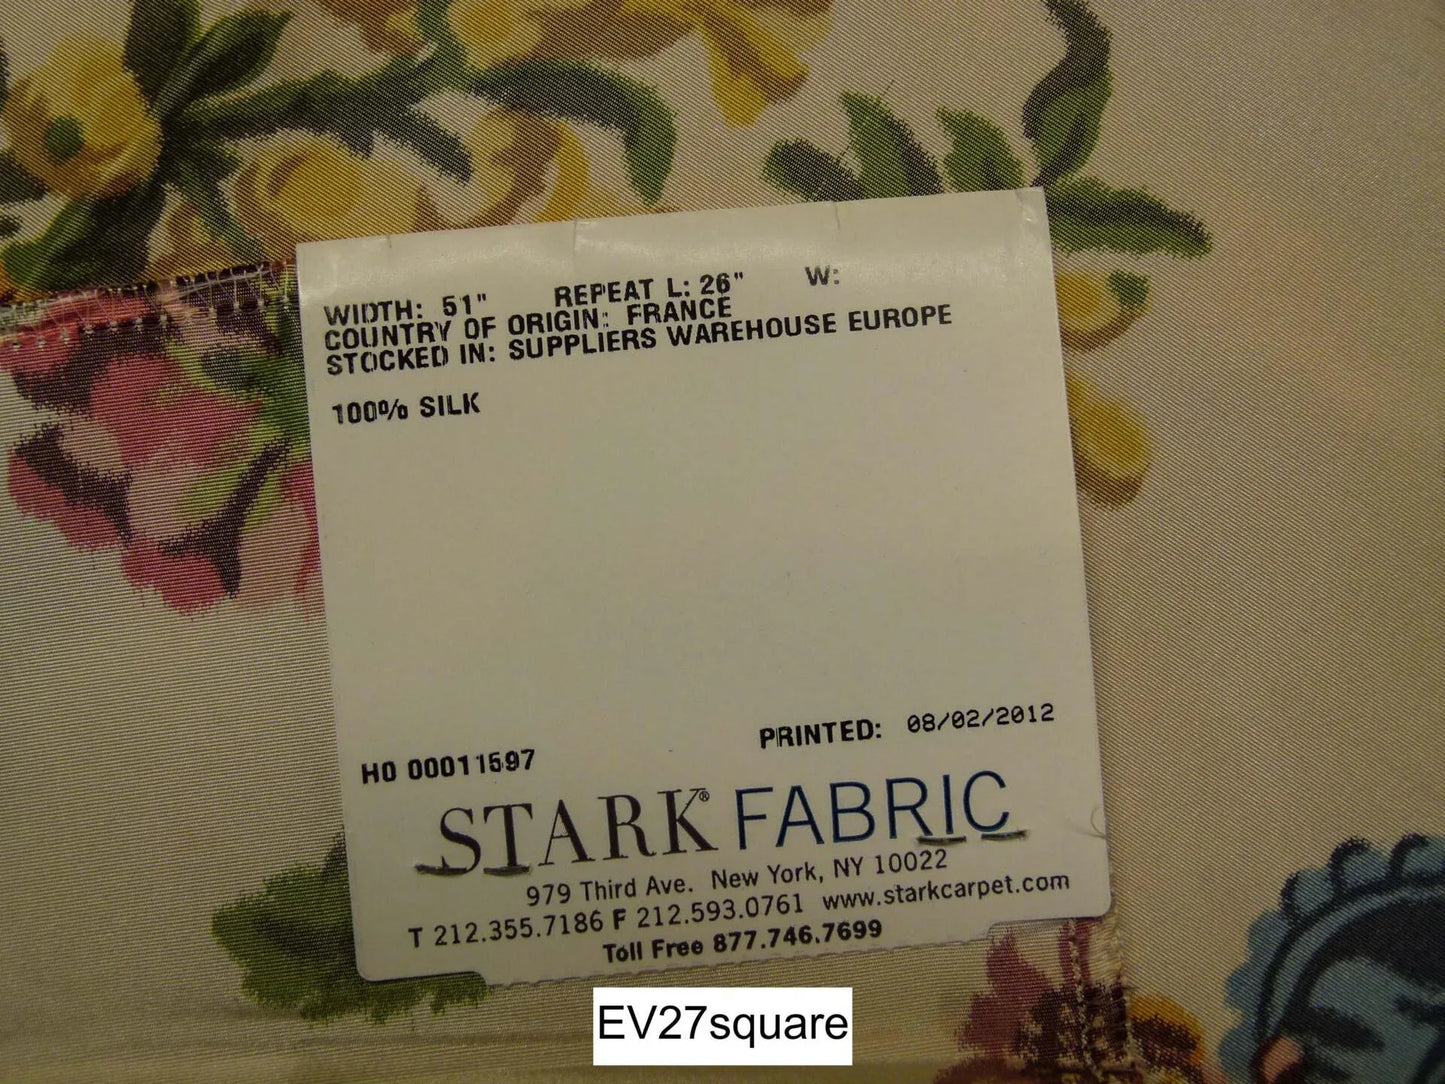 WIDTH: 51" REPEAT L: 26" W:
COUNTRY OF ORIGIN: FRANCE
STOCKED IN: SUPPLIERS WAREHOUSE EUROPE
100% SILK
PRINTED: 08/02/2012
H0 00011597
STARK® FABRIC
979 Third Ave. New York, NY 10022
T 212.355.7186 F 212.593.0761 www.starkcarpet.com
Toll Free 877.746.7699
EV27square